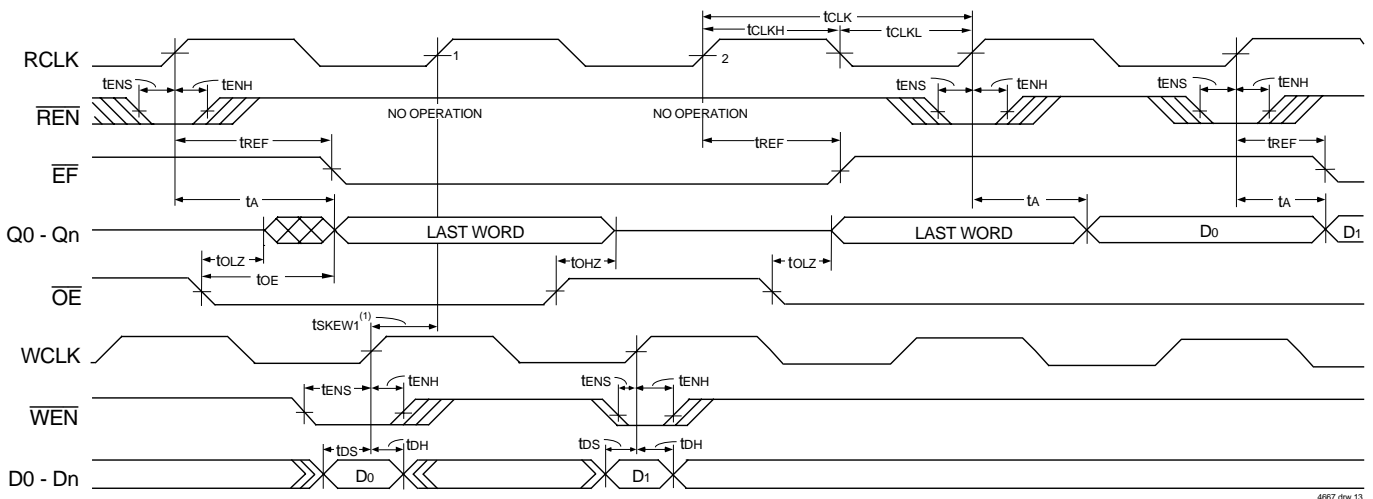 tCLK
tCLKH tCLKL
RCLK 1 2
tENS tENH tENS tENH tENS tENH
REN NO OPERATION NO OPERATION
tREF tREF tREF
EF
tA tA tA
Q0 - Qn LAST WORD LAST WORD D0 D1
tOLZ tOHZ tOLZ
tOE
OE
tSKEW1(1)
WCLK
tENS tENH tENS tENH
WEN
tDS tDH tDS tDH
D0 - Dn D0 D1
4667 drw 13